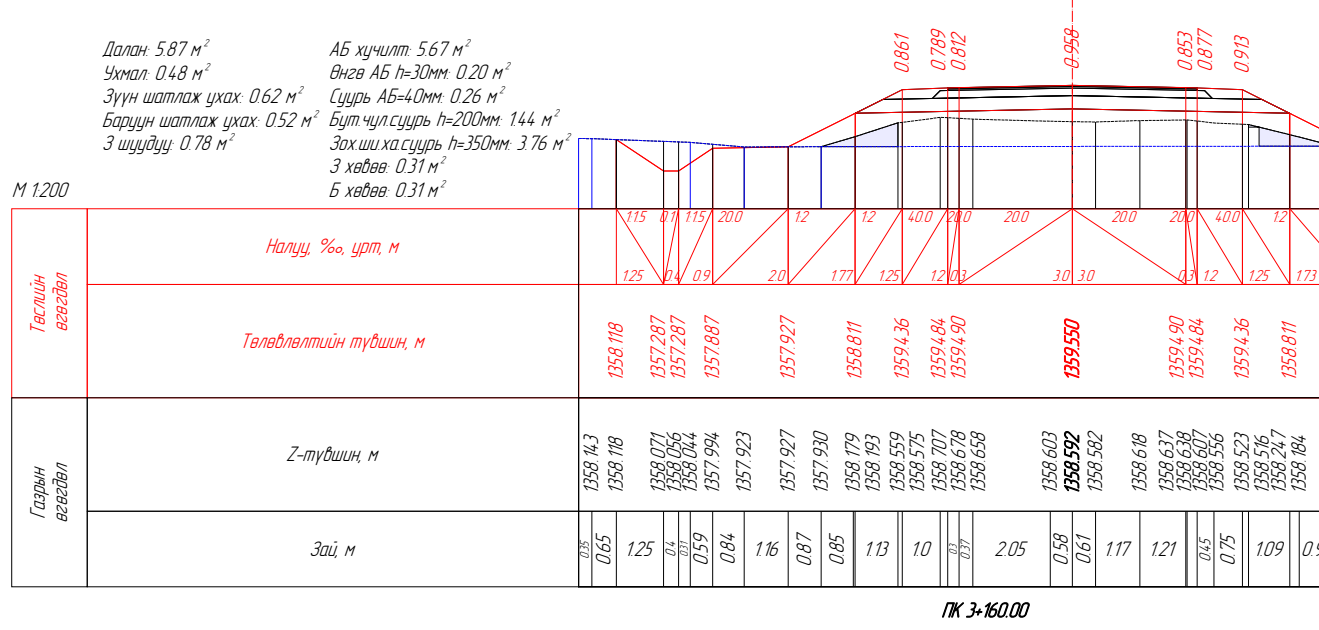 0.861 0.789 0.812 0.958 0.853 0.877 0.913
Далан: 5.87 м²
Ухмал: 0.48 м²
Зүүн шатлаж ухах: 0.62 м²
Баруун шатлаж ухах: 0.52 м²
З шуудуу: 0.78 м²
АБ хучилт: 5.67 м²
Өнгө АБ h=30мм: 0.20 м²
Суурь АБ=40мм: 0.26 м²
Бут.чул.суурь h=200мм: 1.44 м²
Зох.ши.ха.суурь h=350мм: 3.76 м²
З хөвөө: 0.31 м²
Б хөвөө: 0.31 м²
М 1:200
Төслийн өгөгдөл
Налуу, ‰, урт, м
1:1.5 0.1 1:1.5 20.0 1:2 1:2 40.0 20.0 20.0 20.0 20.0 40.0 1:2
1.25 0.4 0.9 2.0 1.77 1.25 1.2 0.3 3.0 3.0 0.3 1.2 1.25 1.73
Төлөвлөлтийн түвшин, м
1358.118 1357.287 1357.287 1357.887 1357.927 1358.811 1359.436 1359.484 1359.490 1359.550 1359.490 1359.484 1359.436 1358.811
Газрын өгөгдөл
Z-түвшин, м
1358.143 1358.118 1358.071 1358.056 1358.044 1357.994 1357.923 1357.927 1357.930 1358.179 1358.193 1358.559 1358.575 1358.707 1358.678 1358.658 1358.603 1358.592 1358.582 1358.618 1358.637 1358.638 1358.607 1358.556 1358.523 1358.516 1358.247 1358.184
Зай, м
0.35 0.65 1.25 0.4 0.31 0.59 0.84 1.16 0.87 0.85 1.13 1.0 0.3 0.37 2.05 0.58 0.61 1.17 1.21 0.45 0.75 1.09
ПК 3+160.00